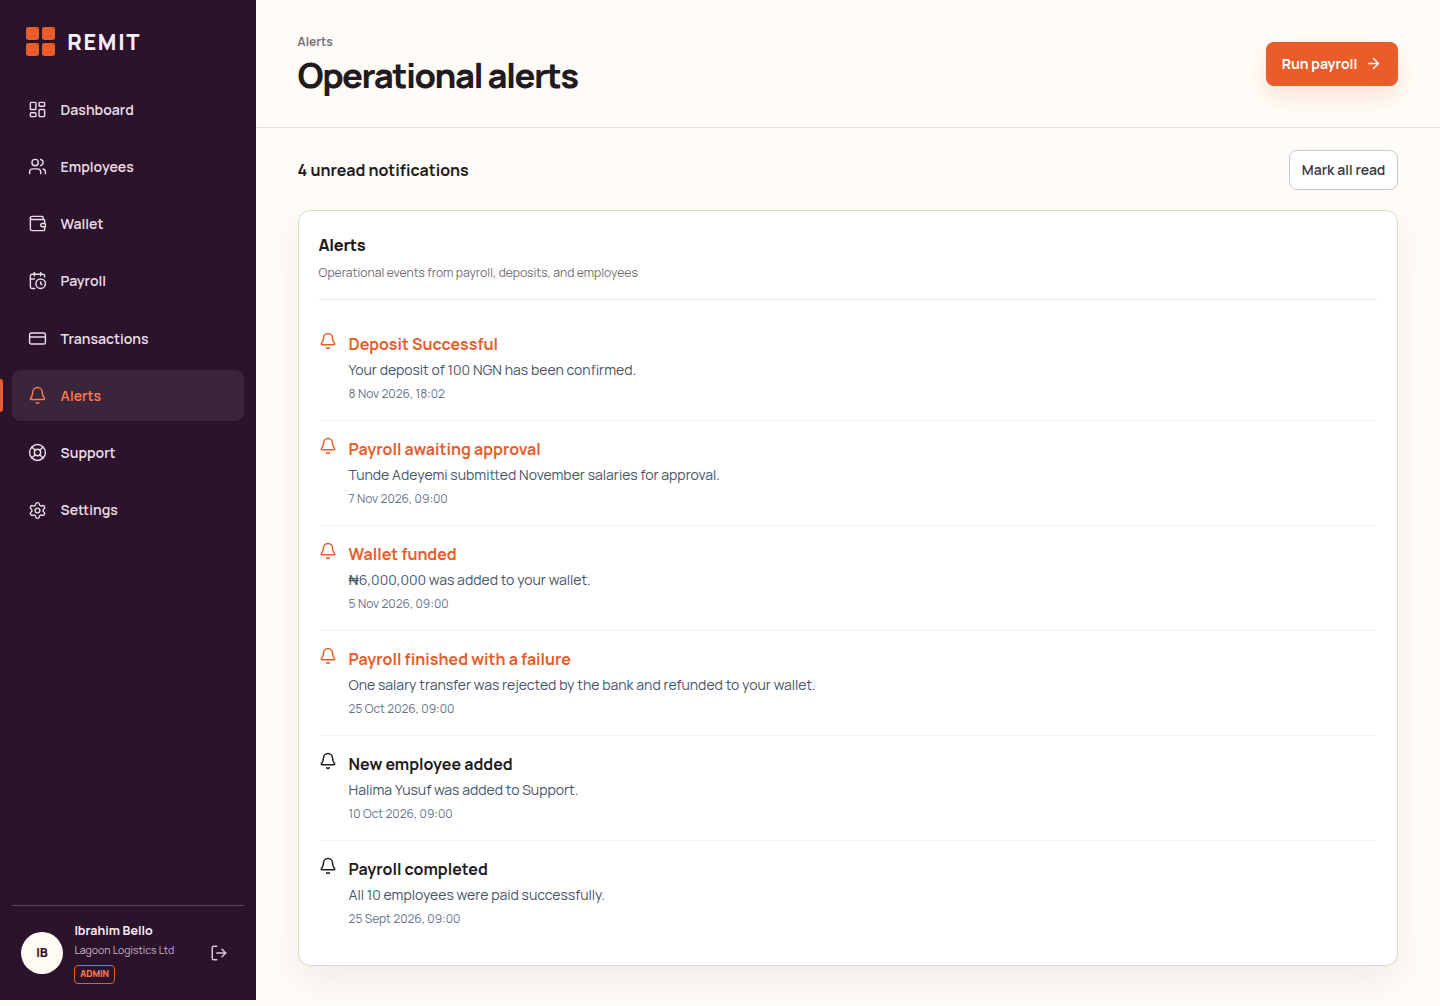 REMIT
Dashboard
Employees
Wallet
Payroll
Transactions
Alerts
Support
Settings
Ibrahim Bello
IB
Lagoon Logistics Ltd
ADMIN
Alerts
Operational alerts
Run payroll
4 unread notifications
Mark all read
Alerts
Operational events from payroll, deposits, and employees
Deposit Successful
Your deposit of 100 NGN has been confirmed.
8 Nov 2026, 18:02
Payroll awaiting approval
Tunde Adeyemi submitted November salaries for approval.
7 Nov 2026, 09:00
Wallet funded
₦6,000,000 was added to your wallet.
5 Nov 2026, 09:00
Payroll finished with a failure
One salary transfer was rejected by the bank and refunded to your wallet.
25 Oct 2026, 09:00
New employee added
Halima Yusuf was added to Support.
10 Oct 2026, 09:00
Payroll completed
All 10 employees were paid successfully.
25 Sept 2026, 09:00